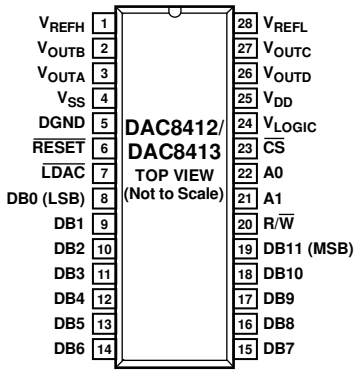 VREFH 1
VOUTB 2
VOUTA 3
VSS 4
DGND 5
RESET 6
LDAC 7
DB0 (LSB) 8
DB1 9
DB2 10
DB3 11
DB4 12
DB5 13
DB6 14
DAC8412/
DAC8413
TOP VIEW
(Not to Scale)
28 VREFL
27 VOUTC
26 VOUTD
25 VDD
24 VLOGIC
23 CS
22 A0
21 A1
20 R/W
19 DB11 (MSB)
18 DB10
17 DB9
16 DB8
15 DB7